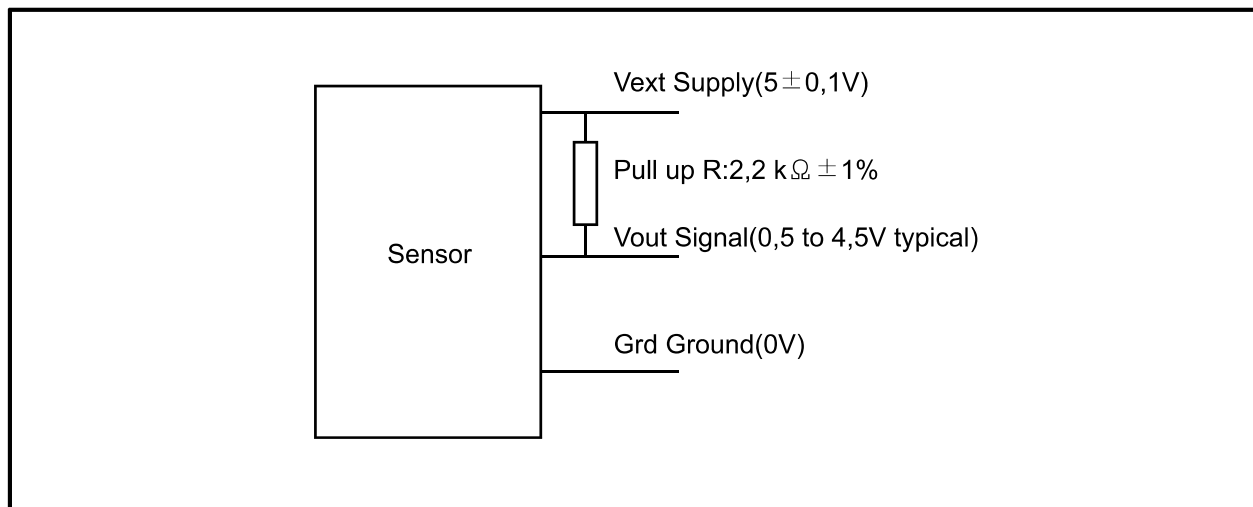 Vext Supply(5±0,1V)
Pull up R:2,2 kΩ ±1%
Vout Signal(0,5 to 4,5V typical)
Sensor
Grd Ground(0V)